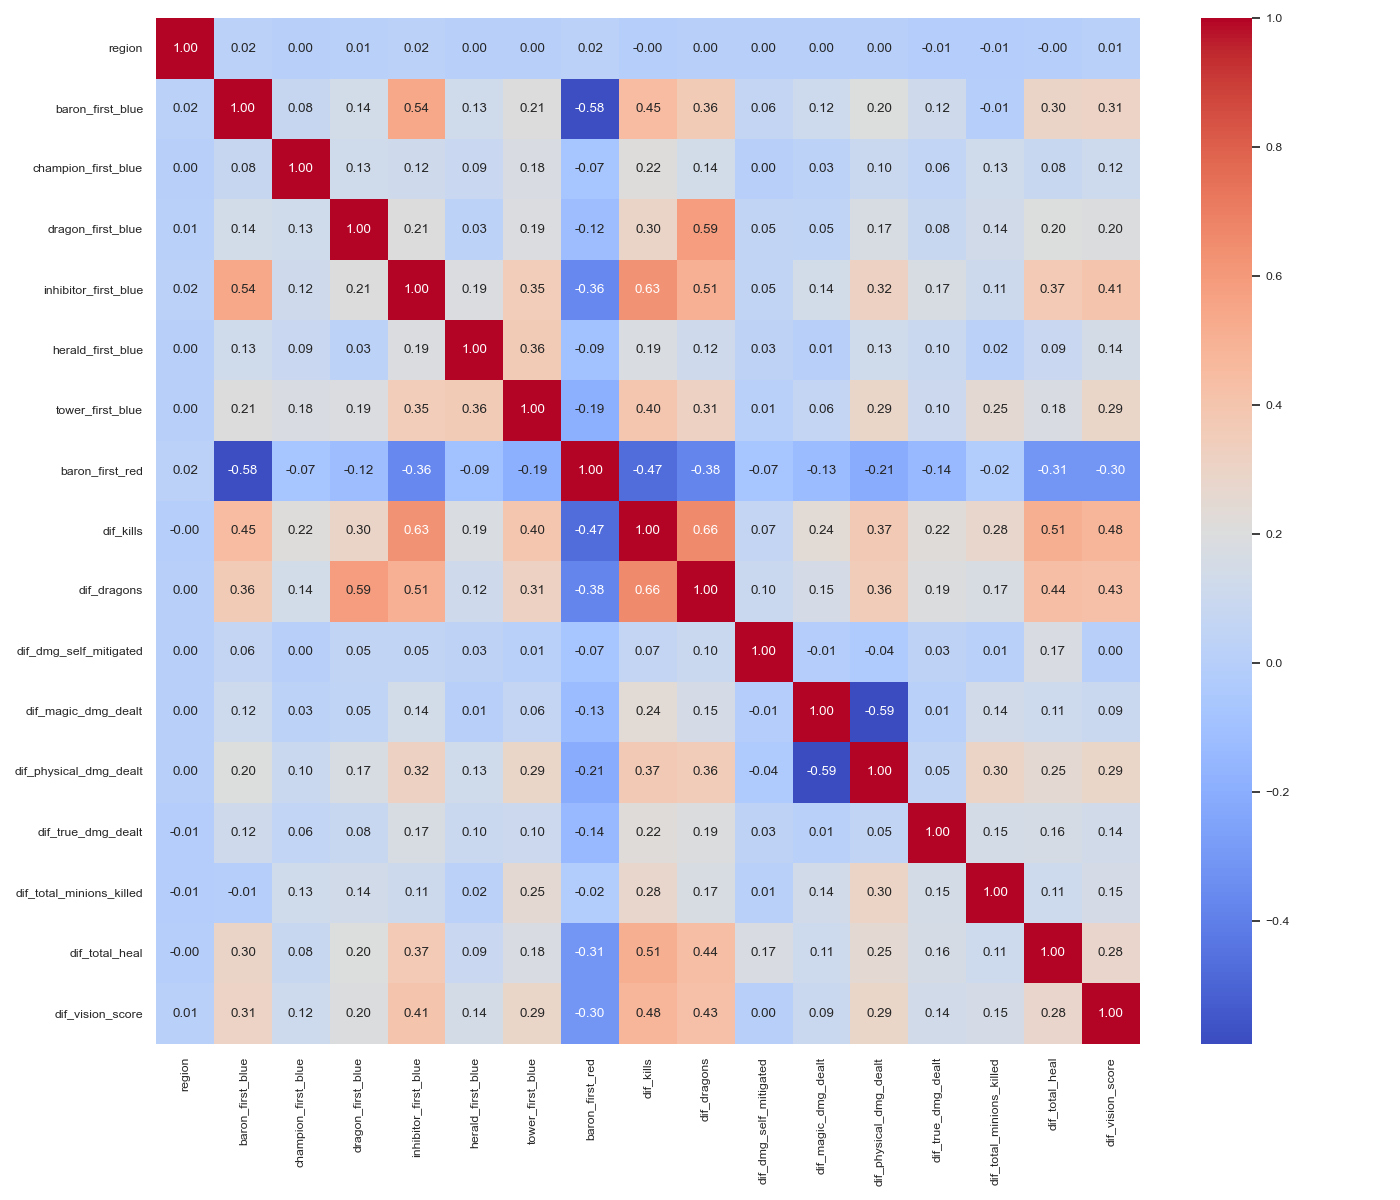 region 1.00 0.02 0.00 0.01 0.02 0.00 0.00 0.02 -0.00 0.00 0.00 0.00 0.00 -0.01 -0.01 -0.00 0.01
baron_first_blue 0.02 1.00 0.08 0.14 0.54 0.13 0.21 -0.58 0.45 0.36 0.06 0.12 0.20 0.12 -0.01 0.30 0.31
champion_first_blue 0.00 0.08 1.00 0.13 0.12 0.09 0.18 -0.07 0.22 0.14 0.00 0.03 0.10 0.06 0.13 0.08 0.12
dragon_first_blue 0.01 0.14 0.13 1.00 0.21 0.03 0.19 -0.12 0.30 0.59 0.05 0.05 0.17 0.08 0.14 0.20 0.20
inhibitor_first_blue 0.02 0.54 0.12 0.21 1.00 0.19 0.35 -0.36 0.63 0.51 0.05 0.14 0.32 0.17 0.11 0.37 0.41
herald_first_blue 0.00 0.13 0.09 0.03 0.19 1.00 0.36 -0.09 0.19 0.12 0.03 0.01 0.13 0.10 0.02 0.09 0.14
tower_first_blue 0.00 0.21 0.18 0.19 0.35 0.36 1.00 -0.19 0.40 0.31 0.01 0.06 0.29 0.10 0.25 0.18 0.29
baron_first_red 0.02 -0.58 -0.07 -0.12 -0.36 -0.09 -0.19 1.00 -0.47 -0.38 -0.07 -0.13 -0.21 -0.14 -0.02 -0.31 -0.30
dif_kills -0.00 0.45 0.22 0.30 0.63 0.19 0.40 -0.47 1.00 0.66 0.07 0.24 0.37 0.22 0.28 0.51 0.48
dif_dragons 0.00 0.36 0.14 0.59 0.51 0.12 0.31 -0.38 0.66 1.00 0.10 0.15 0.36 0.19 0.17 0.44 0.43
dif_dmg_self_mitigated 0.00 0.06 0.00 0.05 0.05 0.03 0.01 -0.07 0.07 0.10 1.00 -0.01 -0.04 0.03 0.01 0.17 0.00
dif_magic_dmg_dealt 0.00 0.12 0.03 0.05 0.14 0.01 0.06 -0.13 0.24 0.15 -0.01 1.00 -0.59 0.01 0.14 0.11 0.09
dif_physical_dmg_dealt 0.00 0.20 0.10 0.17 0.32 0.13 0.29 -0.21 0.37 0.36 -0.04 -0.59 1.00 0.05 0.30 0.25 0.29
dif_true_dmg_dealt -0.01 0.12 0.06 0.08 0.17 0.10 0.10 -0.14 0.22 0.19 0.03 0.01 0.05 1.00 0.15 0.16 0.14
dif_total_minions_killed -0.01 -0.01 0.13 0.14 0.11 0.02 0.25 -0.02 0.28 0.17 0.01 0.14 0.30 0.15 1.00 0.11 0.15
dif_total_heal -0.00 0.30 0.08 0.20 0.37 0.09 0.18 -0.31 0.51 0.44 0.17 0.11 0.25 0.16 0.11 1.00 0.28
dif_vision_score 0.01 0.31 0.12 0.20 0.41 0.14 0.29 -0.30 0.48 0.43 0.00 0.09 0.29 0.14 0.15 0.28 1.00
region
baron_first_blue
champion_first_blue
dragon_first_blue
inhibitor_first_blue
herald_first_blue
tower_first_blue
baron_first_red
dif_kills
dif_dragons
dif_dmg_self_mitigated
dif_magic_dmg_dealt
dif_physical_dmg_dealt
dif_true_dmg_dealt
dif_total_minions_killed
dif_total_heal
dif_vision_score
1.0
0.8
0.6
0.4
0.2
0.0
−0.2
−0.4